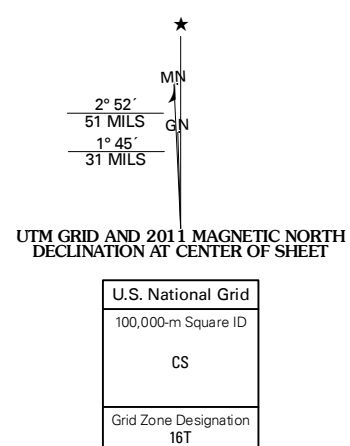 ★
MN
2° 52´
51 MILS
GN
1° 45´
31 MILS
UTM GRID AND 2011 MAGNETIC NORTH
DECLINATION AT CENTER OF SHEET
U.S. National Grid
100,000-m Square ID
CS
Grid Zone Designation
16T